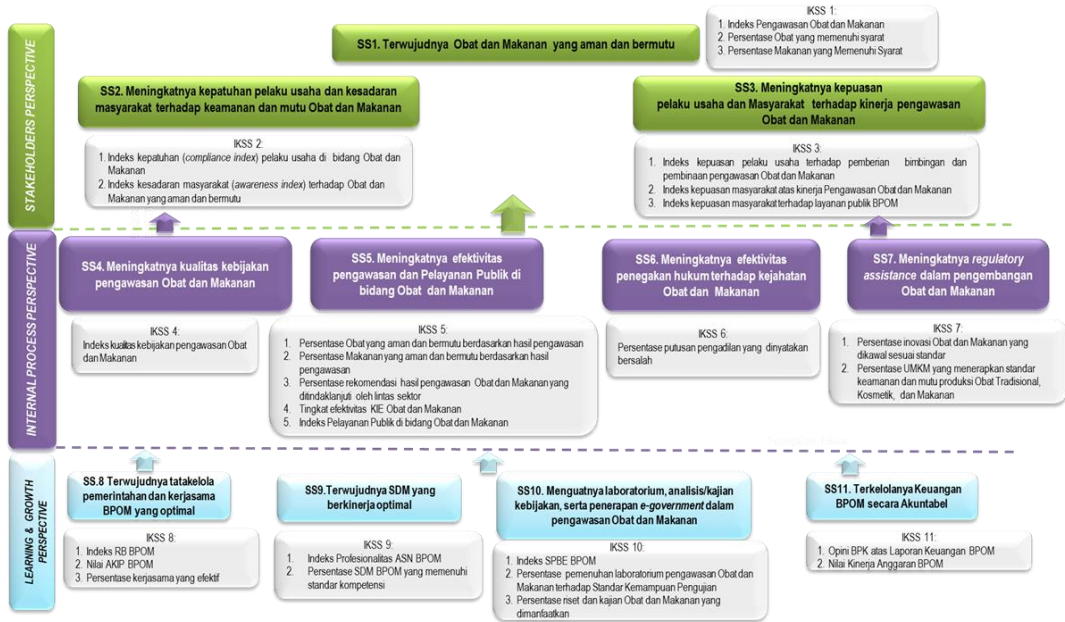 STAKEHOLDERS PERSPECTIVE
SS1. Terwujudnya Obat dan Makanan yang aman dan bermutu
IKSS 1:
1. Indeks Pengawasan Obat dan Makanan
2. Persentase Obat yang memenuhi syarat
3. Persentase Makanan yang Memenuhi Syarat
SS2. Meningkatnya kepatuhan pelaku usaha dan kesadaran
masyarakat terhadap keamanan dan mutu Obat dan Makanan
IKSS 2:
1. Indeks kepatuhan (compliance index) pelaku usaha di bidang Obat dan
Makanan
2. Indeks kesadaran masyarakat (awareness index) terhadap Obat dan
Makanan yang aman dan bermutu
SS3. Meningkatnya kepuasan
pelaku usaha dan Masyarakat terhadap kinerja pengawasan
Obat dan Makanan
IKSS 3:
1. Indeks kepuasan pelaku usaha terhadap pemberian bimbingan dan
pembinaan pengawasan Obat dan Makanan
2. Indeks kepuasan masyarakat atas kinerja Pengawasan Obat dan Makanan
3. Indeks kepuasan masyarakat terhadap layanan publik BPOM
INTERNAL PROCESS PERSPECTIVE
SS4. Meningkatnya kualitas kebijakan
pengawasan Obat dan Makanan
IKSS 4:
Indeks kualitas kebijakan pengawasan Obat
dan Makanan
SS5. Meningkatnya efektivitas
pengawasan dan Pelayanan Publik di
bidang Obat dan Makanan
IKSS 5:
1. Persentase Obat yang aman dan bermutu berdasarkan hasil pengawasan
2. Persentase Makanan yang aman dan bermutu berdasarkan hasil
pengawasan
3. Persentase rekomendasi hasil pengawasan Obat dan Makanan yang
ditindaklanjuti oleh lintas sektor
4. Tingkat efektivitas KIE Obat dan Makanan
5. Indeks Pelayanan Publik di bidang Obat dan Makanan
SS6. Meningkatnya efektivitas
penegakan hukum terhadap kejahatan
Obat dan Makanan
IKSS 6:
Persentase putusan pengadilan yang dinyatakan
bersalah
SS7. Meningkatnya regulatory
assistance dalam pengembangan
Obat dan Makanan
IKSS 7:
1. Persentase inovasi Obat dan Makanan yang
dikawal sesuai standar
2. Persentase UMKM yang menerapkan standar
keamanan dan mutu produksi Obat Tradisional,
Kosmetik, dan Makanan
LEARNING & GROWTH
PERSPECTIVE
SS.8 Terwujudnya tatakelola
pemerintahan dan kerjasama
BPOM yang optimal
IKSS 8:
1. Indeks RB BPOM
2. Nilai AKIP BPOM
3. Persentase kerjasama yang efektif
SS9.Terwujudnya SDM yang
berkinerja optimal
IKSS 9:
1. Indeks Profesionalitas ASN BPOM
2. Persentase SDM BPOM yang memenuhi
standar kompetensi
SS10. Menguatnya laboratorium, analisis/kajian
kebijakan, serta penerapan e-government dalam
pengawasan Obat dan Makanan
IKSS 10:
1. Indeks SPBE BPOM
2. Persentase pemenuhan laboratorium pengawasan Obat dan
Makanan terhadap Standar Kemampuan Pengujian
3. Persentase riset dan kajian Obat dan Makanan yang
dimanfaatkan
SS11. Terkelolanya Keuangan
BPOM secara Akuntabel
IKSS 11:
1. Opini BPK atas Laporan Keuangan BPOM
2. Nilai Kinerja Anggaran BPOM